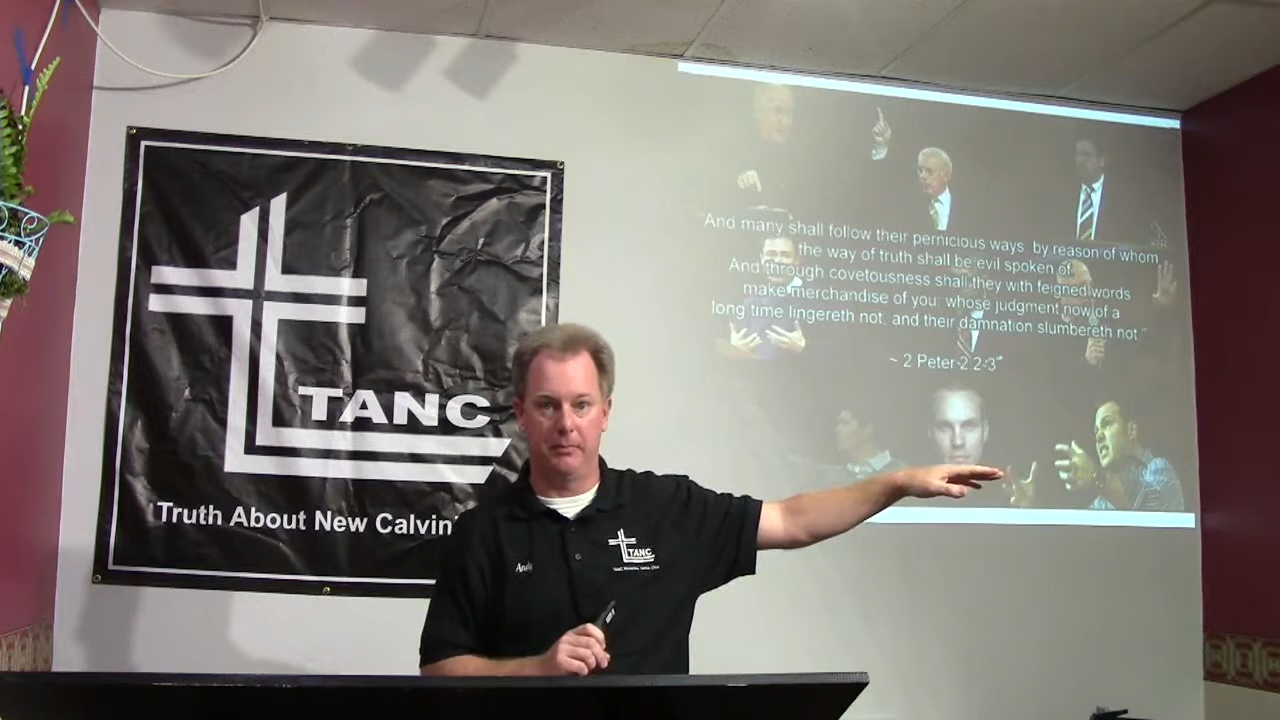 TANC
Truth About New Calvin
And many shall follow their pernicious ways by reason of whom
the way of truth shall be evil spoken of.
And through covetousness shall they with feigned words
make merchandise of you: whose judgment now of a
long time lingereth not, and their damnation slumbereth not."
~ 2 Peter 2:2-3"
Andy
TANC